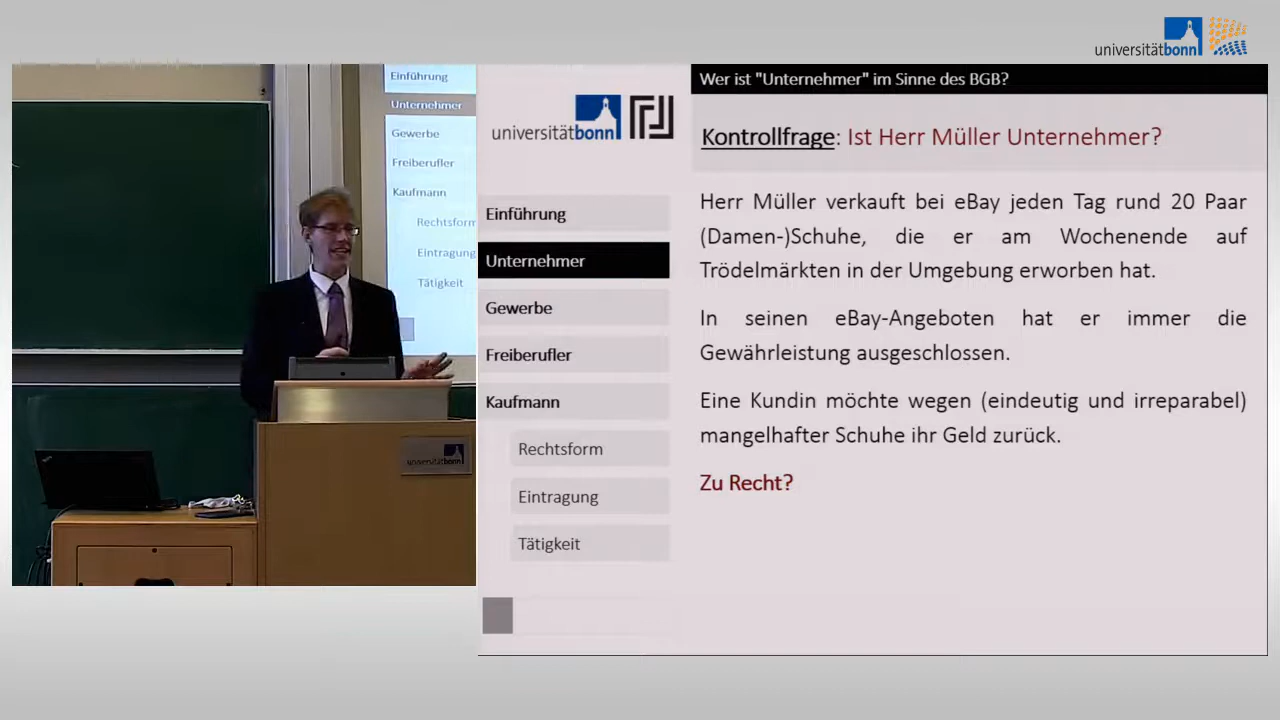 universitätbonn
Einführung
Unternehmer
Gewerbe
Freiberufler
Kaufmann
Rechtsform
Eintragung
Tätigkeit
universitätbonn
universitätbonn
Einführung
Unternehmer
Gewerbe
Freiberufler
Kaufmann
Rechtsform
Eintragung
Tätigkeit
Wer ist "Unternehmer" im Sinne des BGB?
Kontrollfrage: Ist Herr Müller Unternehmer?
Herr Müller verkauft bei eBay jeden Tag rund 20 Paar
(Damen-)Schuhe, die er am Wochenende auf
Trödelmärkten in der Umgebung erworben hat.
In seinen eBay-Angeboten hat er immer die
Gewährleistung ausgeschlossen.
Eine Kundin möchte wegen (eindeutig und irreparabel)
mangelhafter Schuhe ihr Geld zurück.
Zu Recht?